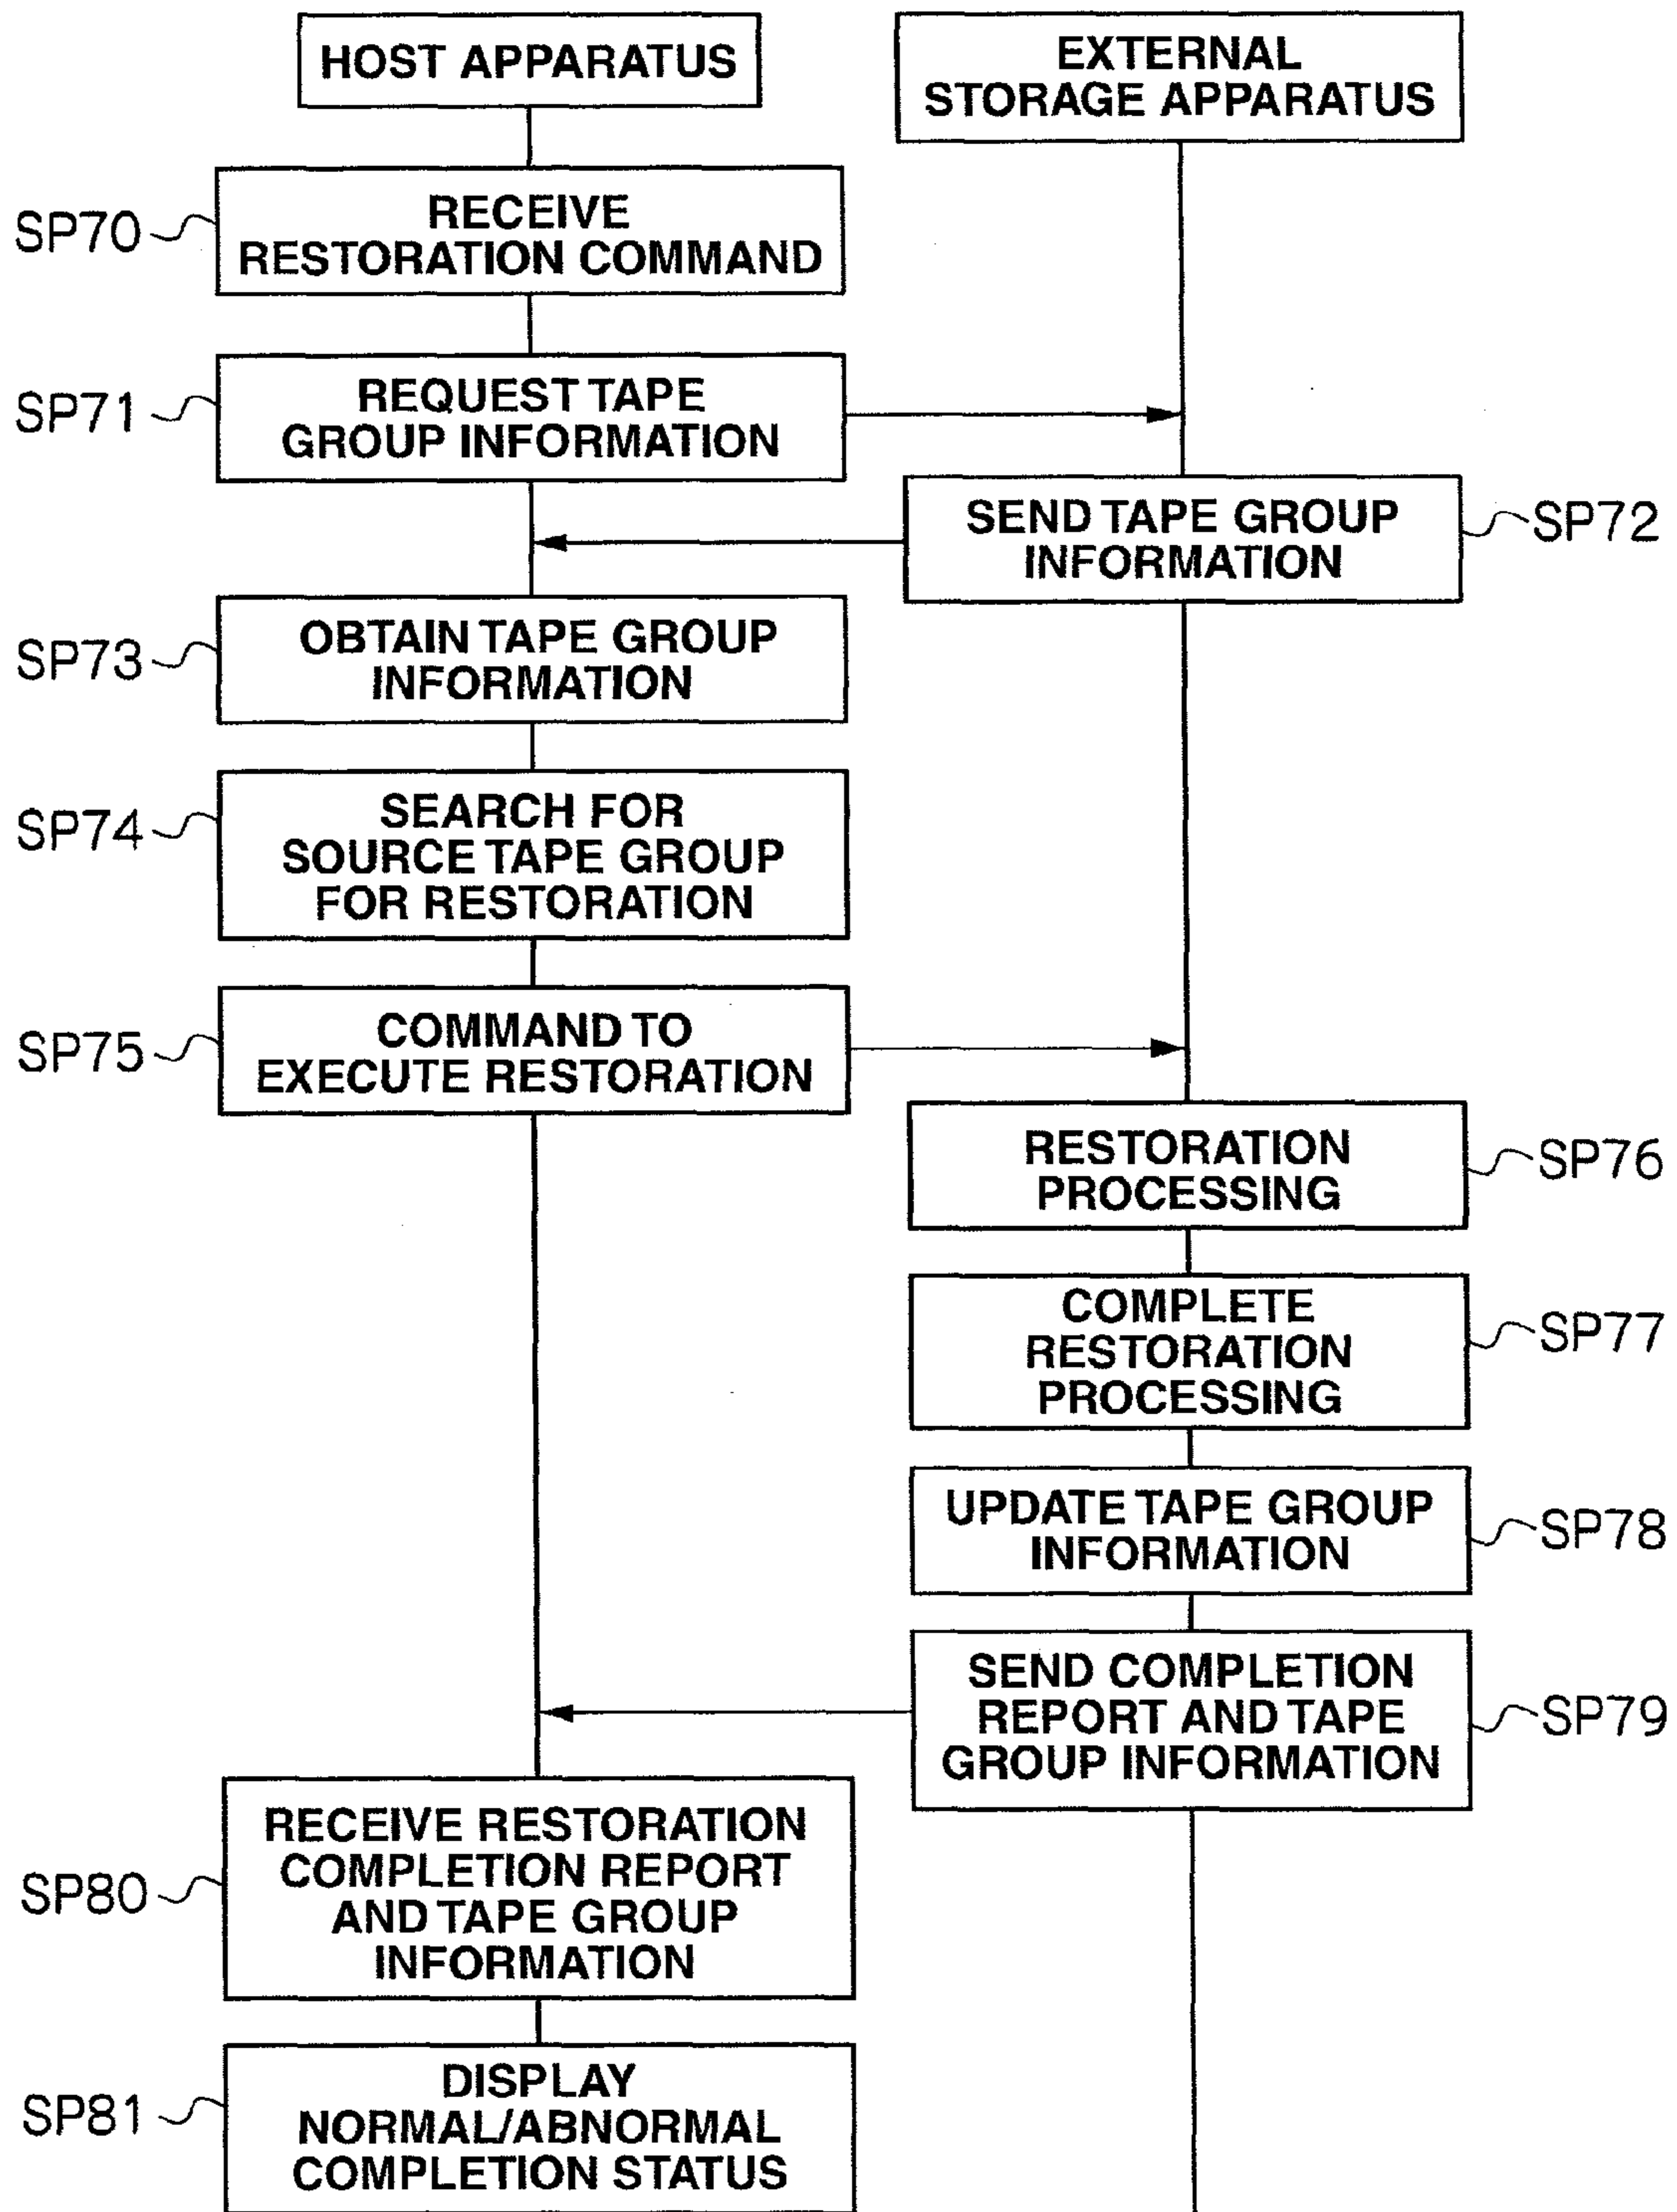 HOST APPARATUS
EXTERNAL
STORAGE APPARATUS
SP70
RECEIVE
RESTORATION COMMAND
SP71
REQUEST TAPE
GROUP INFORMATION
SEND TAPE GROUP
INFORMATION
SP72
SP73
OBTAIN TAPE GROUP
INFORMATION
SP74
SEARCH FOR
SOURCE TAPE GROUP
FOR RESTORATION
SP75
COMMAND TO
EXECUTE RESTORATION
RESTORATION
PROCESSING
SP76
COMPLETE
RESTORATION
PROCESSING
SP77
UPDATE TAPE GROUP
INFORMATION
SP78
SEND COMPLETION
REPORT AND TAPE
GROUP INFORMATION
SP79
SP80
RECEIVE RESTORATION
COMPLETION REPORT
AND TAPE GROUP
INFORMATION
SP81
DISPLAY
NORMAL/ABNORMAL
COMPLETION STATUS